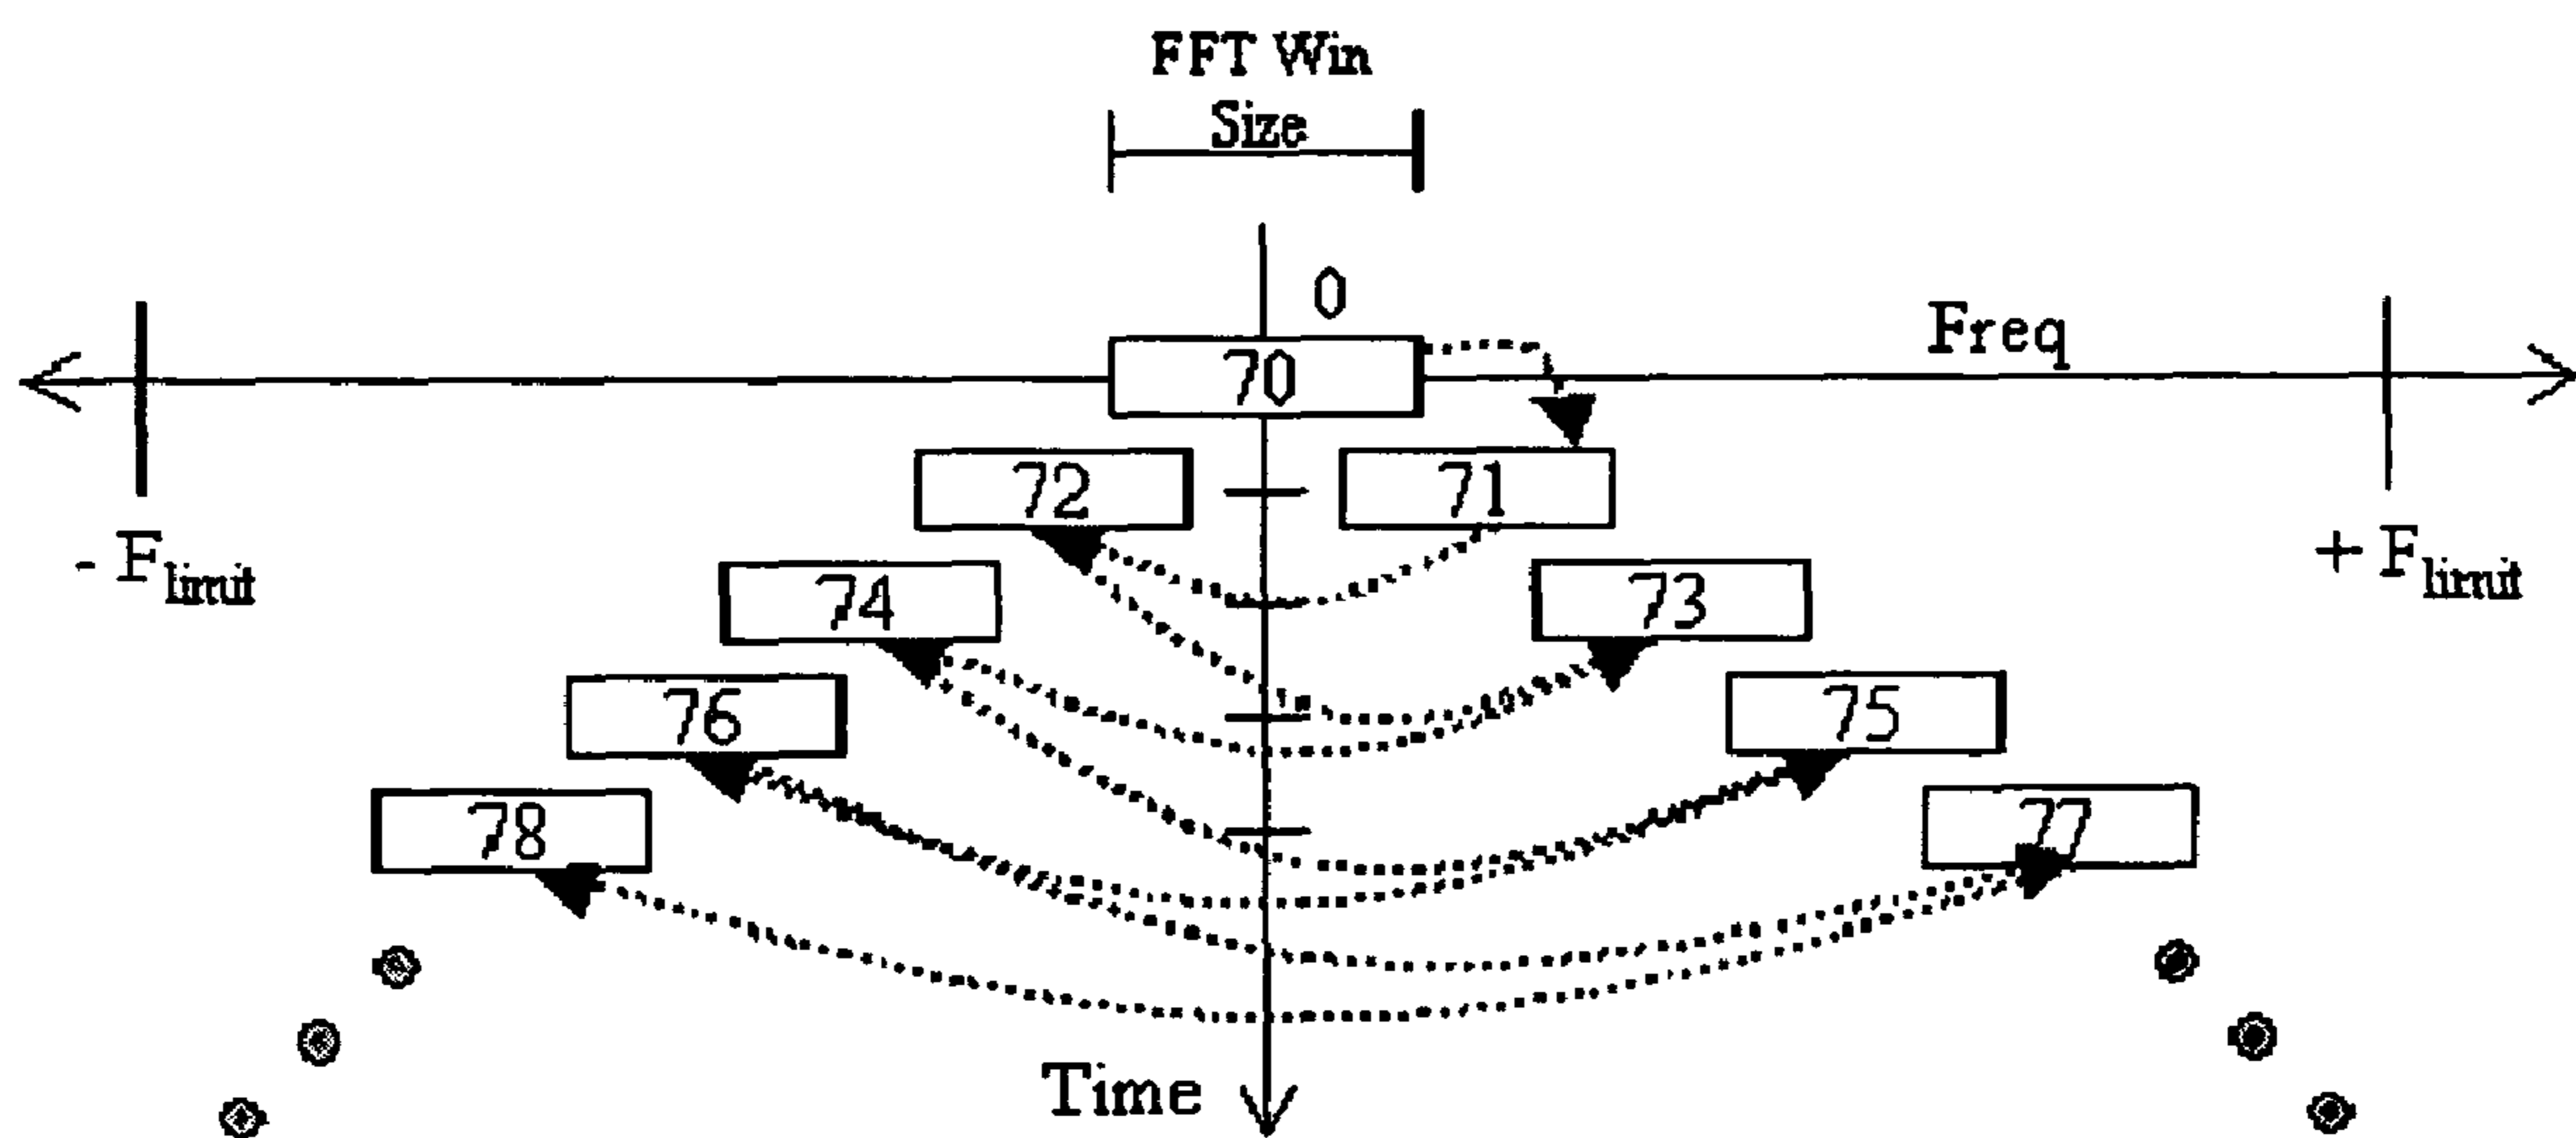 FFT Win
Size
0
Freq
70
72 71
- Flimit + Flimit
74 73
76 75
78 77
Time